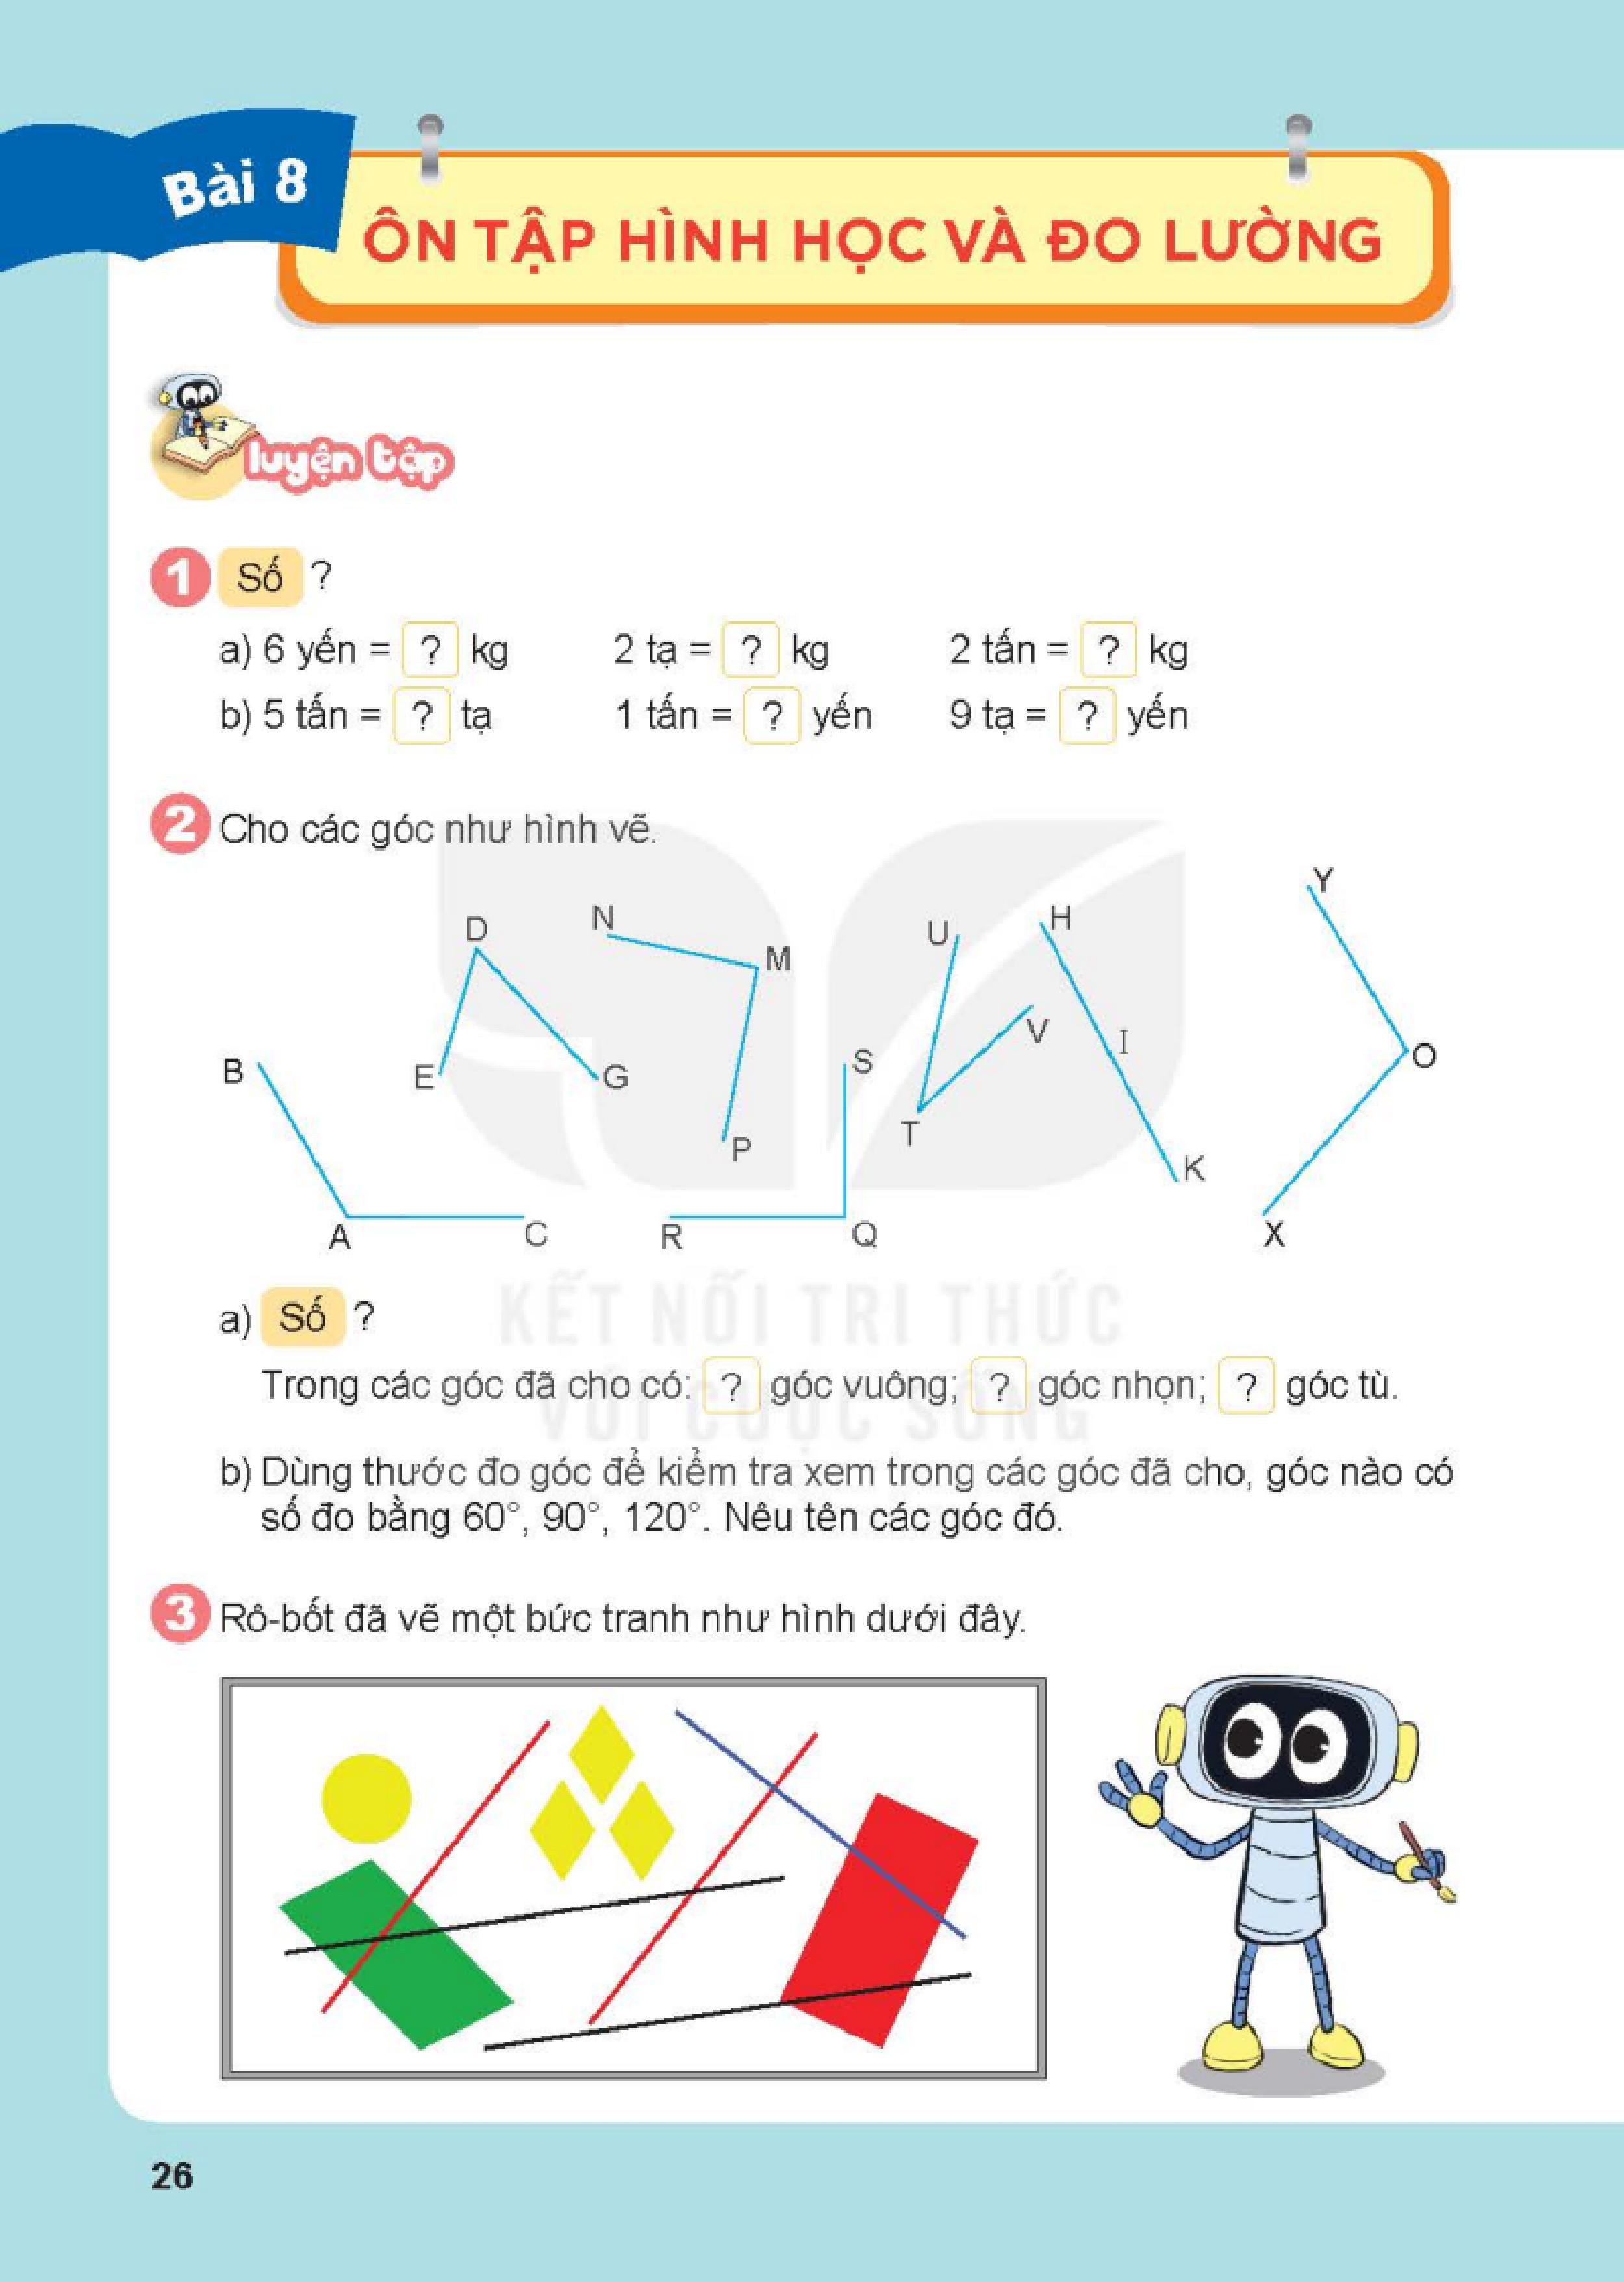 Bài 8
ÔN TẬP HÌNH HỌC VÀ ĐO LƯỜNG
luyện tập
1 Số ?
a) 6 yến = ? kg 2 tạ = ? kg 2 tấn = ? kg
b) 5 tấn = ? tạ 1 tấn = ? yến 9 tạ = ? yến
2 Cho các góc như hình vẽ.
Y
D N U H
M
B E G S V I O
T P K
A C R Q X
a) Số ?
Trong các góc đã cho có: ? góc vuông; ? góc nhọn; ? góc tù.
b) Dùng thước đo góc để kiểm tra xem trong các góc đã cho, góc nào có
số đo bằng 60°, 90°, 120°. Nêu tên các góc đó.
KẾT NỐI TRI THỨC
VỚI CUỘC SỐNG
3 Rô-bốt đã vẽ một bức tranh như hình dưới đây.
26